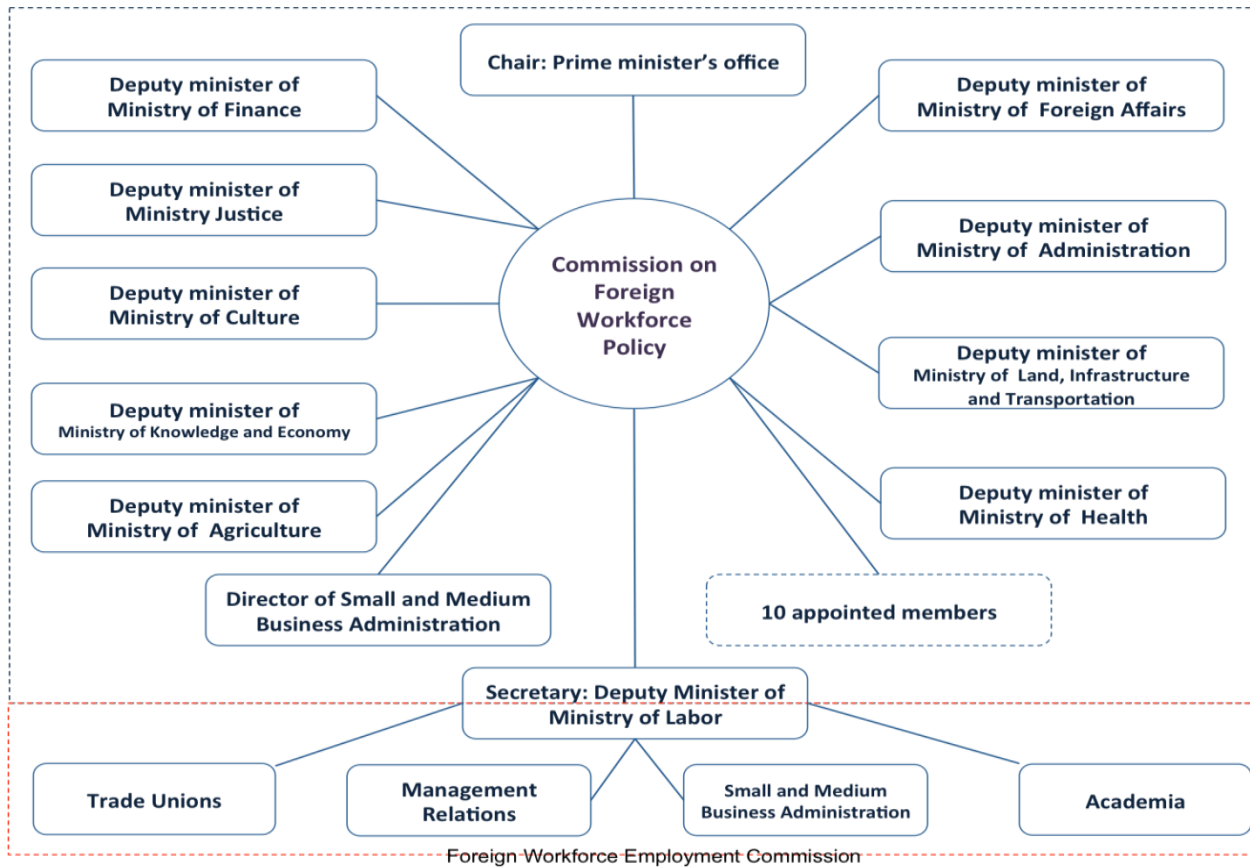 Chair: Prime minister's office
Deputy minister of
Ministry of Finance
Deputy minister of
Ministry of  Foreign Affairs
Deputy minister of
Ministry Justice
Deputy minister of
Ministry of  Administration
Commission on
Foreign
Workforce
Policy
Deputy minister of
Ministry of Culture
Deputy minister of
Ministry of  Land, Infrastructure
and Transportation
Deputy minister of
Ministry of Knowledge and Economy
Deputy minister of
Ministry of  Agriculture
Deputy minister of
Ministry of  Health
Director of Small and Medium
Business Administration
10 appointed members
Secretary: Deputy Minister of
Ministry of Labor
Trade Unions
Management
Relations
Small and Medium
Business Administration
Academia
Foreign Workforce Employment Commission